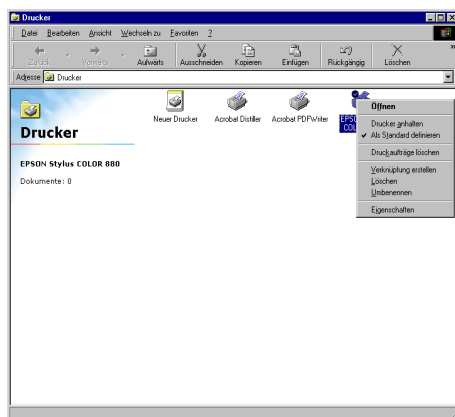 Drucker
Datei Bearbeiten Ansicht Wechseln zu Favoriten ?
Zurück Vorwärts Aufwärts Ausschneiden Kopieren Einfügen Rückgängig Löschen
Adresse Drucker
Neuer Drucker Acrobat Distiller Acrobat PDFWriter
Drucker
EPSON Stylus COLOR 880
Dokumente: 0
Öffnen
Drucker anhalten
Als Standard definieren
Druckaufträge löschen
Verknüpfung erstellen
Löschen
Umbenennen
Eigenschaften